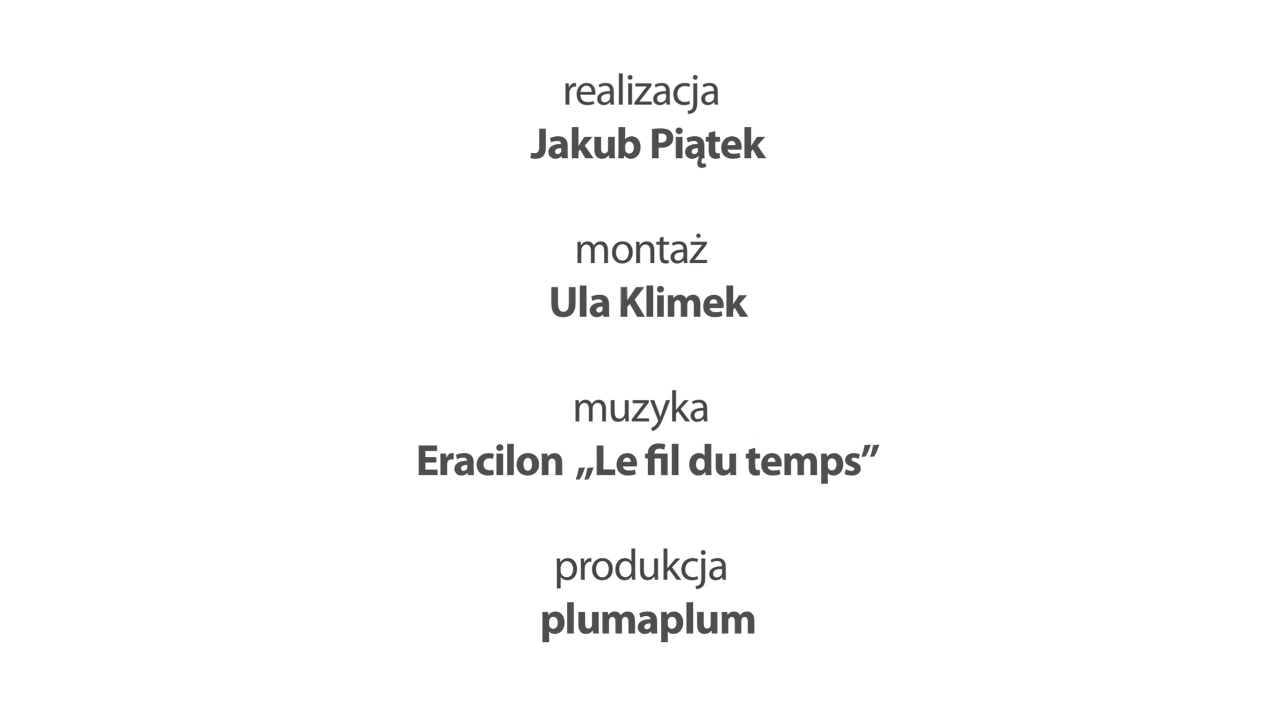 realizacja
Jakub Piątek
montaż
Ula Klimek
muzyka
Eracilon „Le fil du temps”
produkcja
plumaplum